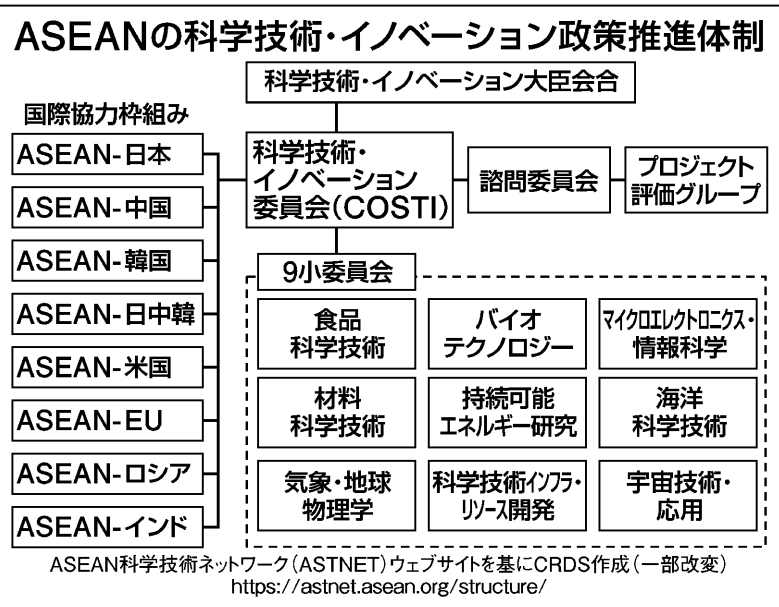 ASEANの科学技術・イノベーション政策推進体制
科学技術・イノベーション大臣会合
国際協力枠組み
ASEAN-日本
ASEAN-中国
ASEAN-韓国
ASEAN-日中韓
ASEAN-米国
ASEAN-EU
ASEAN-ロシア
ASEAN-インド
科学技術・
イノベーション
委員会(COSTI)
諮問委員会
プロジェクト
評価グループ
9小委員会
食品
科学技術
バイオ
テクノロジー
マイクロエレクトロニクス・
情報科学
材料
科学技術
持続可能
エネルギー研究
海洋
科学技術
気象・地球
物理学
科学技術インフラ・
リソース開発
宇宙技術・
応用
ASEAN科学技術ネットワーク(ASTNET)ウェブサイトを基にCRDS作成(一部改変)
https://astnet.asean.org/structure/